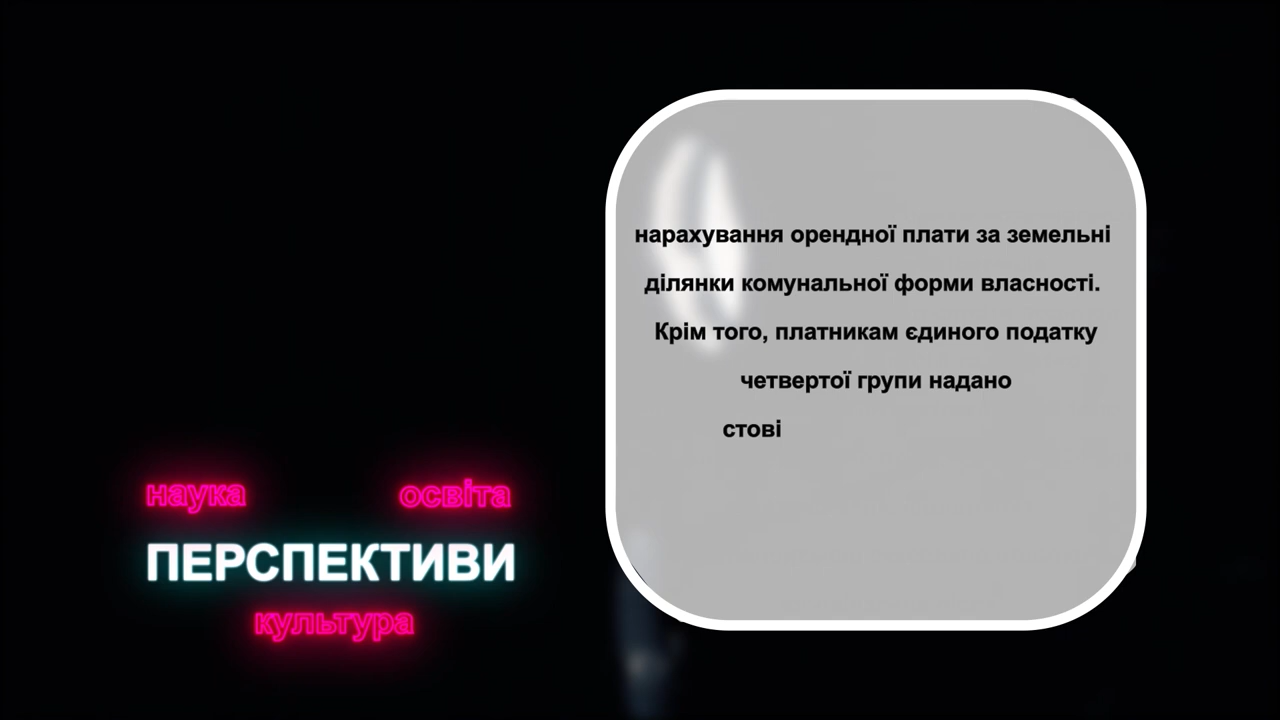 нарахування орендної плати за земельні
ділянки комунальної форми власності.
Крім того, платникам єдиного податку
четвертої групи надано
стові
наука освіта
ПЕРСПЕКТИВИ
культура